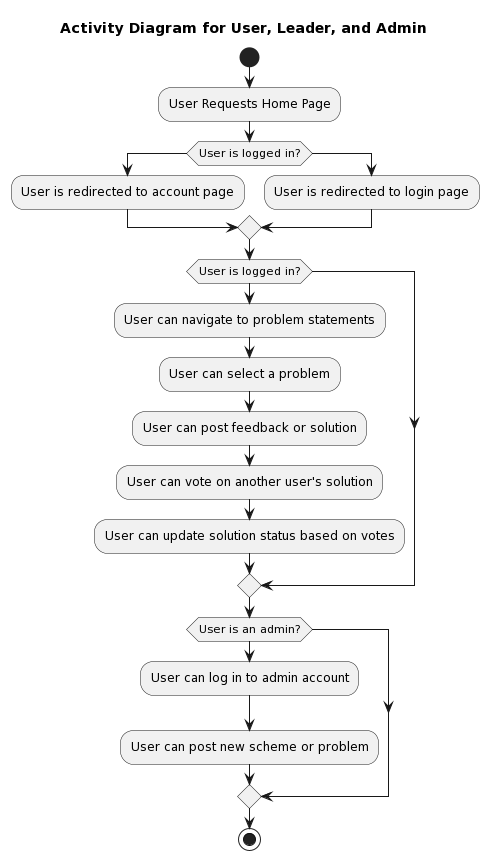 Activity Diagram for User, Leader, and Admin
User Requests Home Page
User is logged in?
User is redirected to account page
User is redirected to login page
User is logged in?
User can navigate to problem statements
User can select a problem
User can post feedback or solution
User can vote on another user's solution
User can update solution status based on votes
User is an admin?
User can log in to admin account
User can post new scheme or problem